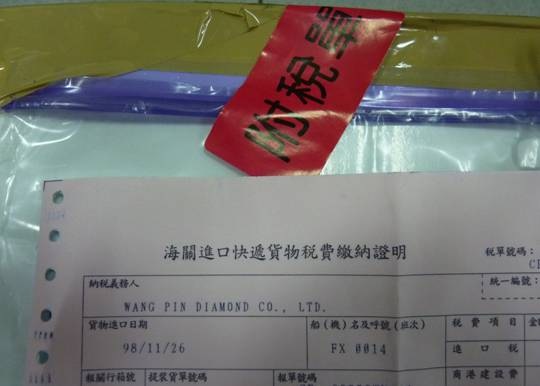 附稅單
海關進口快遞貨物稅費繳納證明
稅單號碼：
納稅義務人
統一編號：
WANG PIN DIAMOND CO., LTD.
貨物進口日期 船（機）名及呼號（班次） 稅費項目
98/11/26 FX 0014 進口稅
報關行箱號 提裝貨單號碼 報單號碼 商港建設費